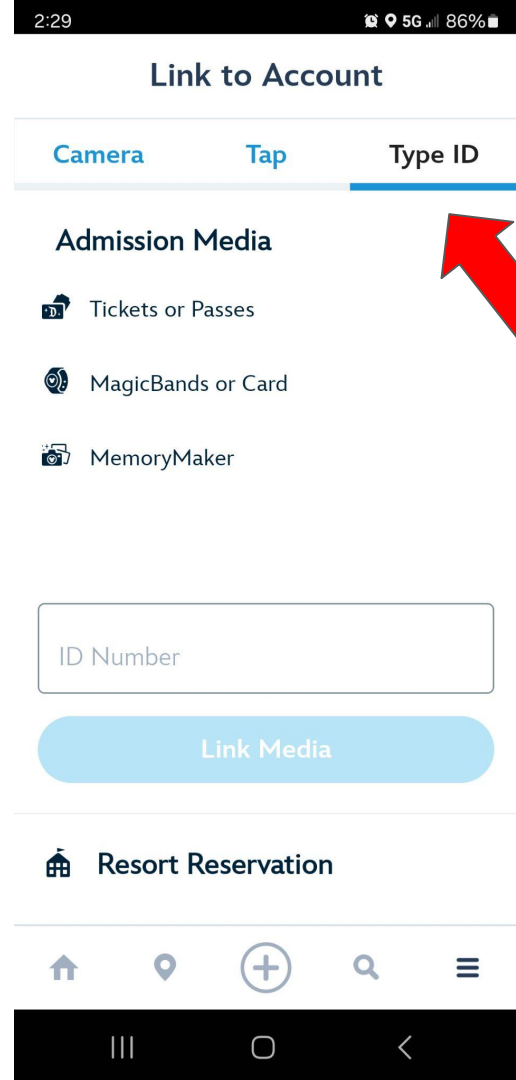 2:29 5G 86%
Link to Account
Camera Tap Type ID
Admission Media
Tickets or Passes
MagicBands or Card
MemoryMaker
ID Number
Link Media
Resort Reservation